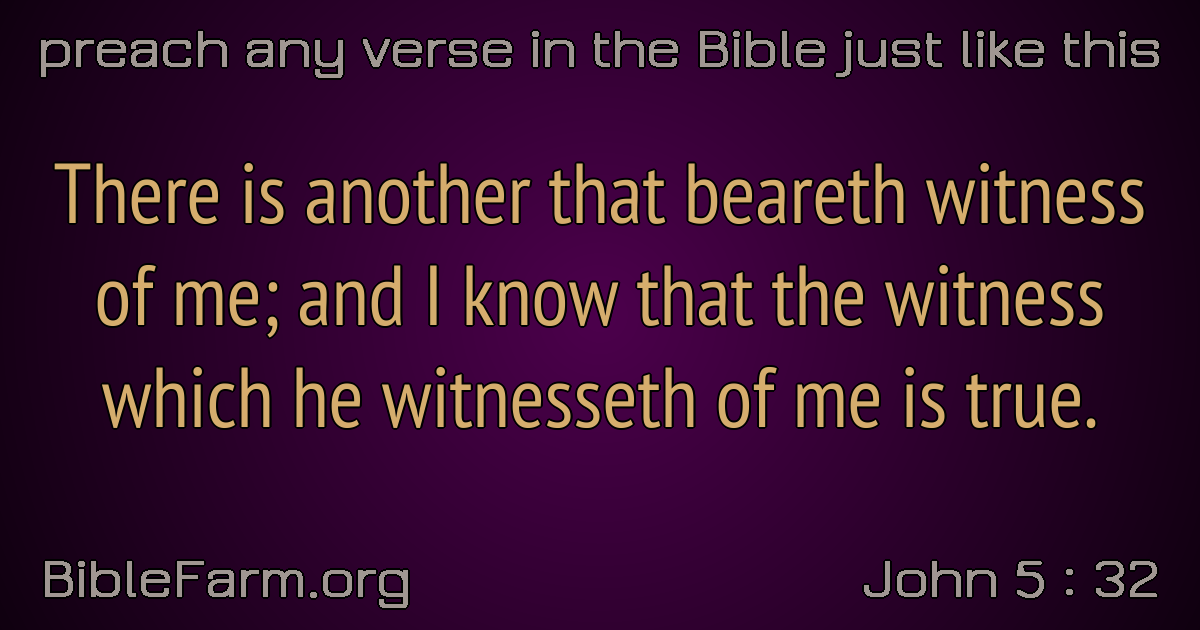 preach any verse in the Bible just like this
There is another that beareth witness
of me; and I know that the witness
which he witnesseth of me is true.
BibleFarm.org
John 5 : 32